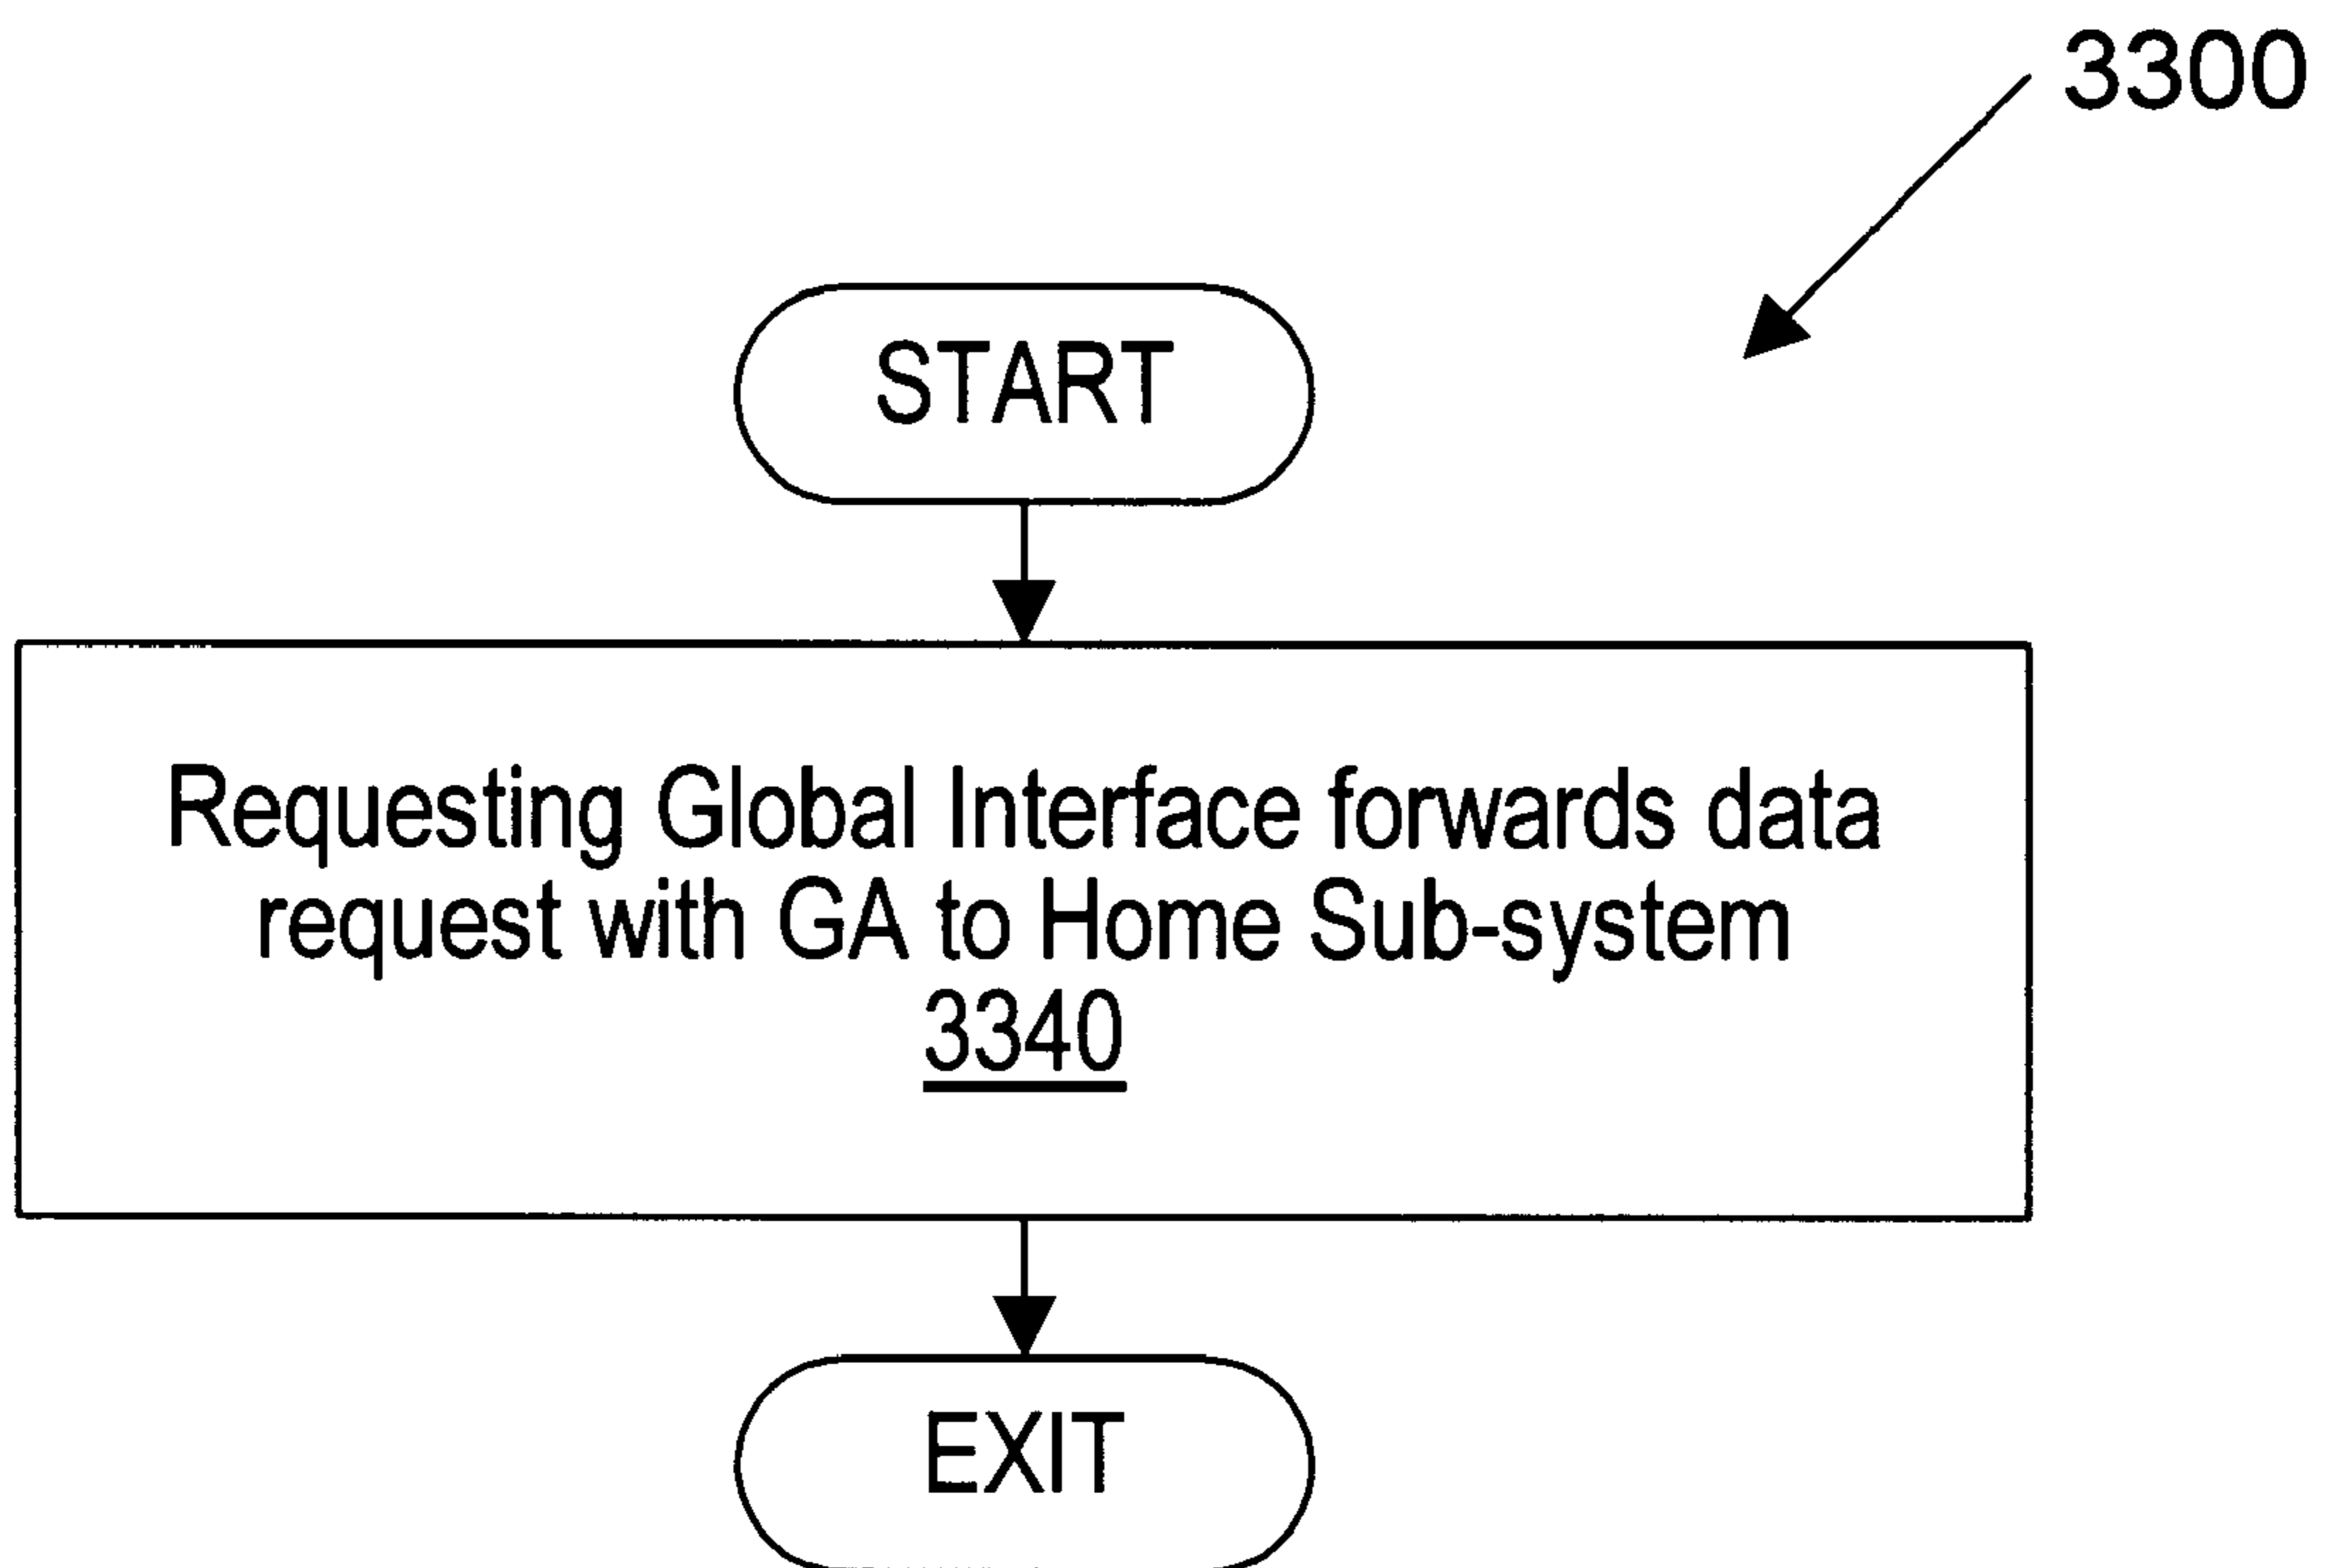 3300
START
Requesting Global Interface forwards data
request with GA to Home Sub-system
3340
EXIT